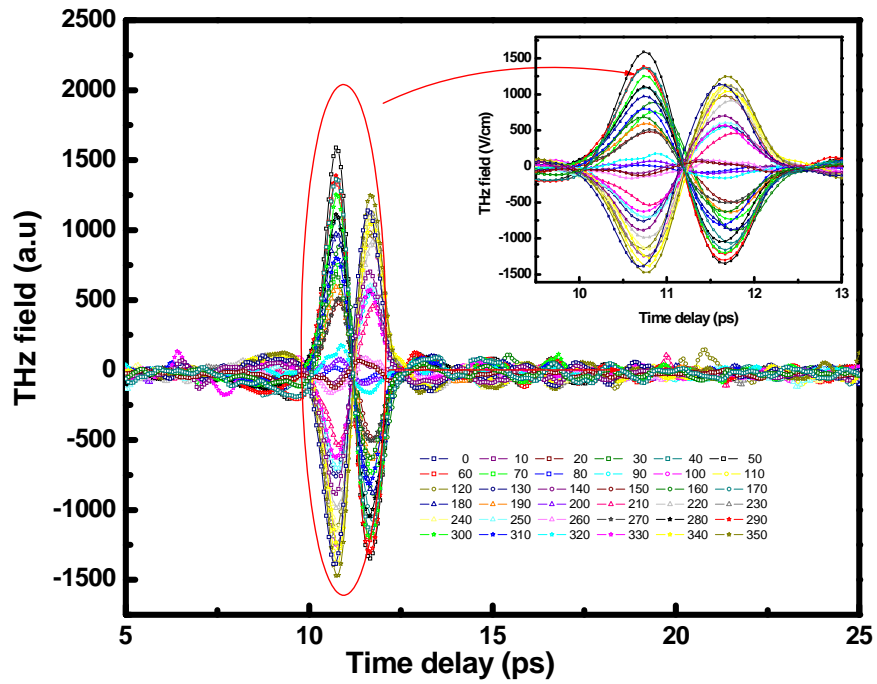 2500
2000
1500
1000
500
0
-500
-1000
-1500
THz field (a.u)
5 10 15 20 25
Time delay (ps)
1500
1000
500
0
-500
-1000
-1500
THz field (V/cm)
10 11 12 13
Time delay (ps)
0 10 20 30 40 50
60 70 80 90 100 110
120 130 140 150 160 170
180 190 200 210 220 230
240 250 260 270 280 290
300 310 320 330 340 350